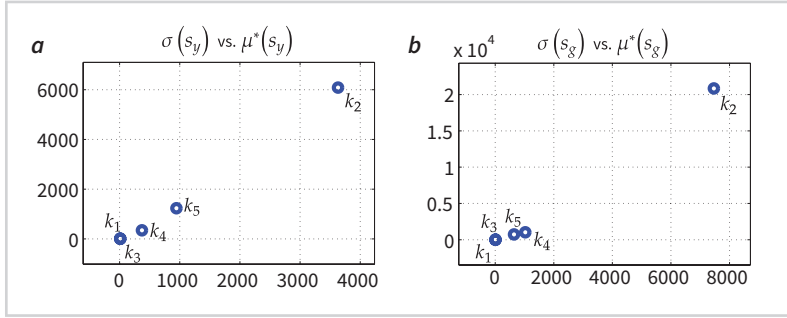 a
σ (s_y) vs. μ*(s_y)
6000
4000
2000
0
k_2
k_5
k_4
k_1
k_3
0 1000 2000 3000 4000
b
x 10^4
σ (s_g) vs. μ*(s_g)
2
1.5
1
0.5
0
k_2
k_3
k_5
k_4
k_1
0 2000 4000 6000 8000